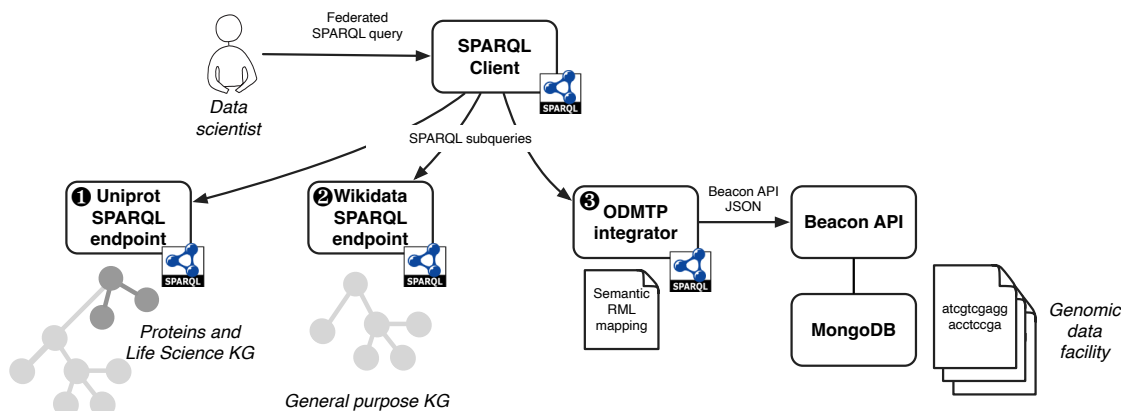 Federated
SPARQL query
SPARQL
Client
SPARQL
Data
scientist
SPARQL subqueries
❶ Uniprot
SPARQL
endpoint
SPARQL
❷ Wikidata
SPARQL
endpoint
SPARQL
❸ ODMTP
integrator
SPARQL
Beacon API
JSON
Beacon API
Semantic
RML
mapping
MongoDB
atcgtcgagg
acctccga
Genomic
data
facility
Proteins and
Life Science KG
General purpose KG